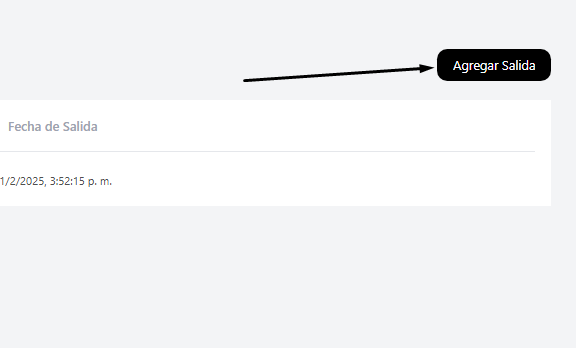 Agregar Salida
Fecha de Salida
1/2/2025, 3:52:15 p. m.